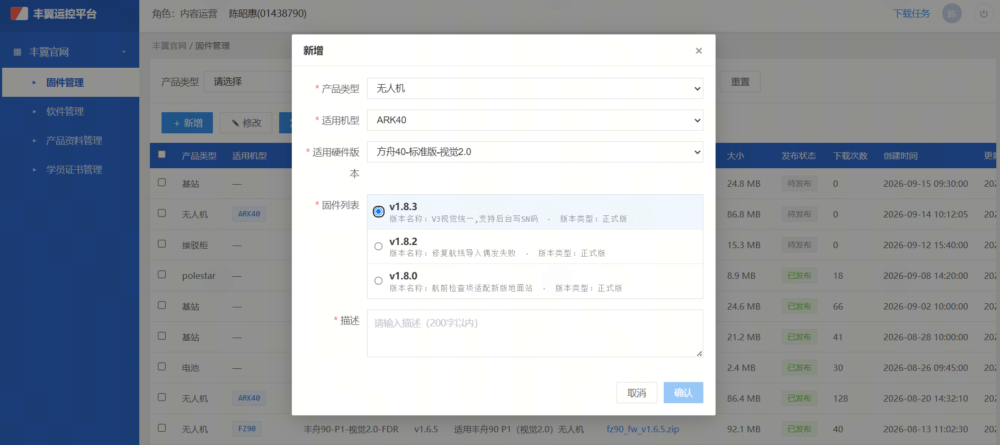 丰翼运控平台
角色：内容运营 陈昭惠(01438790)
下载任务 陈
丰翼官网
固件管理
软件管理
产品资料管理
学员证书管理
丰翼官网 / 固件管理
产品类型 请选择 重置
+ 新增 修改
产品类型 适用机型 大小 发布状态 下载次数 创建时间 更新
基站 — 24.8 MB 待发布 0 2026-09-15 09:30:00 202
无人机 ARK40 86.8 MB 待发布 0 2026-09-14 10:12:05 202
接驳柜 — 15.3 MB 待发布 0 2026-09-12 15:40:00 202
polestar — 8.9 MB 已发布 18 2026-09-08 14:20:00 202
基站 — 24.6 MB 已发布 66 2026-09-02 10:00:00 202
基站 — 21.2 MB 已发布 41 2026-08-28 10:00:00 202
电池 — 2.4 MB 已发布 30 2026-08-26 09:45:00 202
无人机 ARK40 86.4 MB 已发布 128 2026-08-20 14:32:10 202
无人机 FZ90 丰舟90-P1-视觉2.0-FDR v1.6.5 适用丰舟90 P1（视觉2.0）无人机 fz90_fw_v1.6.5.zip 92.1 MB 已发布 40 2026-08-13 11:02:30 202
新增 ×
* 产品类型 无人机
* 适用机型 ARK40
* 适用硬件版 方舟40-标准版-视觉2.0
本
* 固件列表
v1.8.3
版本名称：V3视觉统一,支持后台写SN码 · 版本类型：正式版
v1.8.2
版本名称：修复航线导入偶发失败 · 版本类型：正式版
v1.8.0
版本名称：航前检查项适配新版地面站 · 版本类型：正式版
* 描述 请输入描述（200字以内）
取消 确认